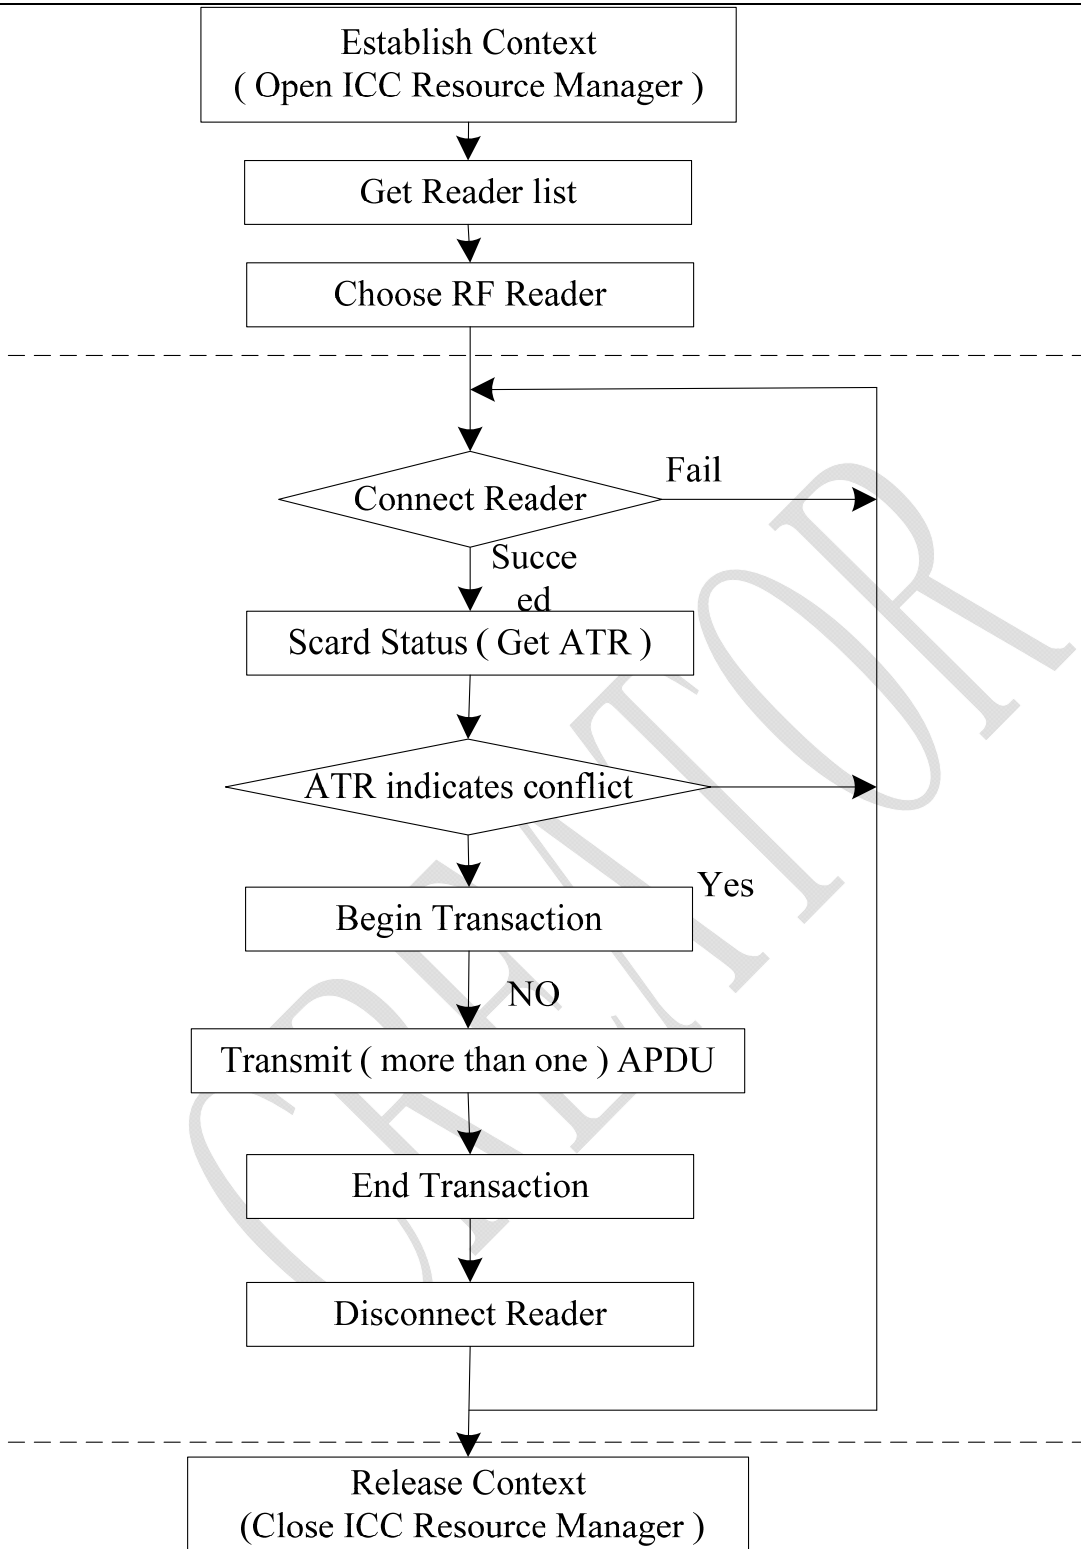 Establish Context
( Open ICC Resource Manager )
Get Reader list
Choose RF Reader
Fail
Connect Reader
Succe
ed
Scard Status ( Get ATR )
ATR indicates conflict
Yes
Begin Transaction
NO
Transmit ( more than one ) APDU
End Transaction
Disconnect Reader
Release Context
(Close ICC Resource Manager )
CREATOR